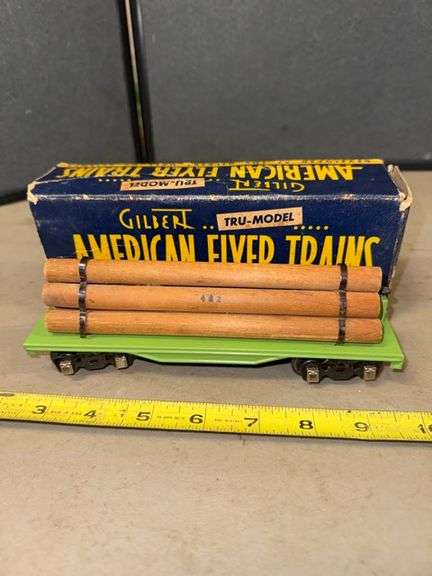 GILBERT
AMERICAN FLYER TRAINS
TRU-MODEL
GILBERT
TRU-MODEL
AMERICAN FLYER TRAINS
3 4 5 6 7 8 9 10